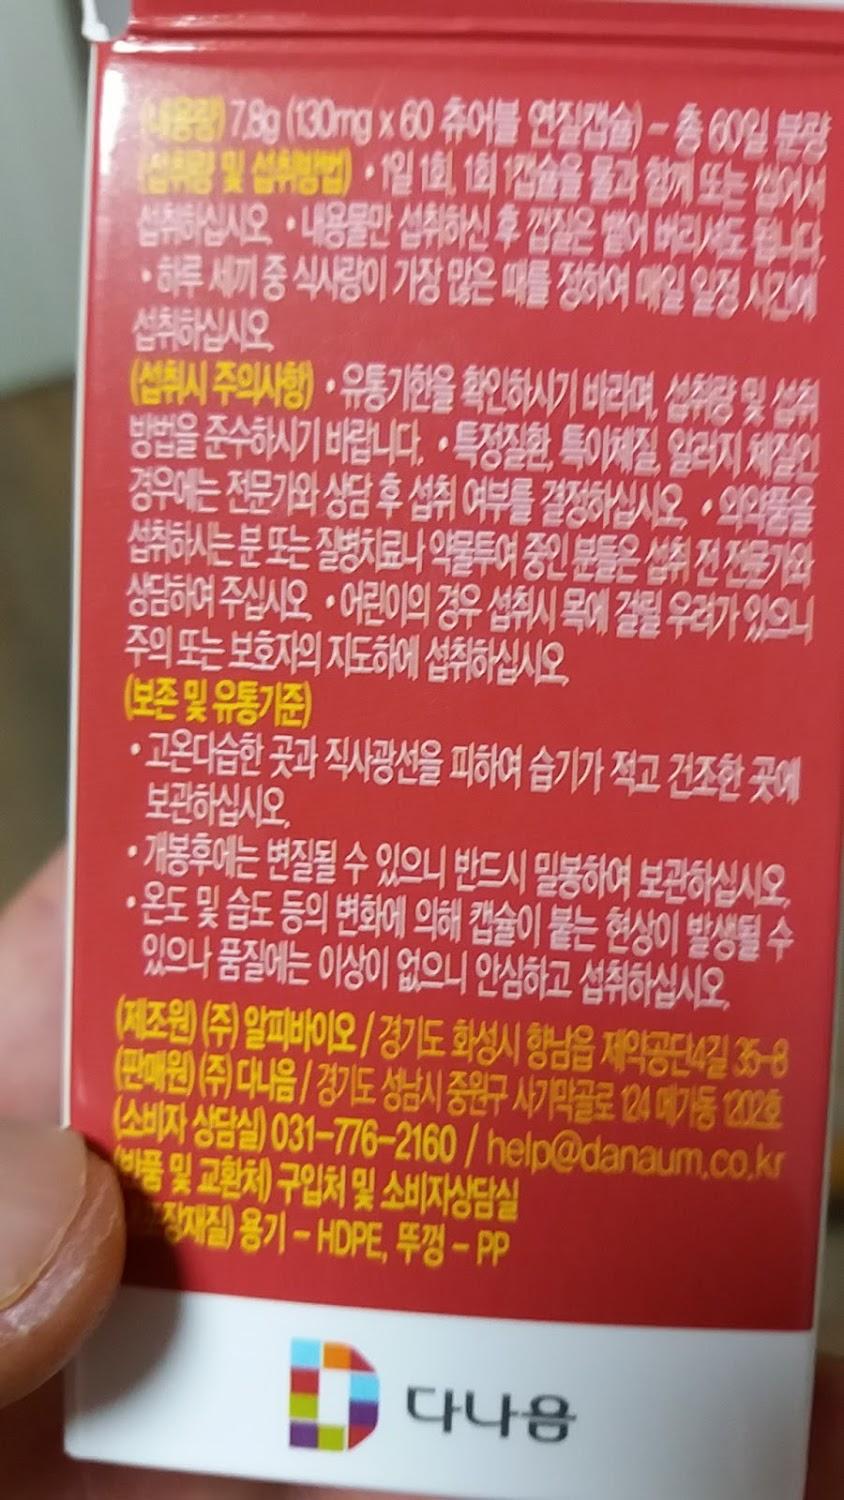 (내용량) 7.8g (130mg x 60 츄어블 연질캡슐) - 총 60일 분량
(섭취량 및 섭취방법) • 1일 1회, 1회 1캡슐을 물과 함께 또는 씹어서
섭취하십시오. • 내용물만 섭취하신 후 껍질은 뱉어 버리셔도 됩니다.
• 하루 세끼 중 식사량이 가장 많은 때를 정하여 매일 일정 시간에
섭취하십시오.
(섭취시 주의사항) • 유통기한을 확인하시기 바라며, 섭취량 및 섭취
방법을 준수하시기 바랍니다. • 특정질환, 특이체질, 알러지 체질인
경우에는 전문가와 상담 후 섭취 여부를 결정하십시오. • 의약품을
섭취하시는 분 또는 질병치료나 약물투여 중인 분들은 섭취 전 전문가와
상담하여 주십시오. • 어린이의 경우 섭취시 목에 걸릴 우려가 있으니
주의 또는 보호자의 지도하에 섭취하십시오.
(보존 및 유통기준)
• 고온다습한 곳과 직사광선을 피하여 습기가 적고 건조한 곳에
보관하십시오.
• 개봉후에는 변질될 수 있으니 반드시 밀봉하여 보관하십시오.
• 온도 및 습도 등의 변화에 의해 캡슐이 붙는 현상이 발생될 수
있으나 품질에는 이상이 없으니 안심하고 섭취하십시오.
(제조원) (주) 알피바이오 / 경기도 화성시 향남읍 제약공단4길 35-8
(판매원) (주) 다나음 / 경기도 성남시 중원구 사기막골로 124 메가동 1202호
(소비자 상담실) 031-776-2160 / help@danaum.co.kr
및 교환처) 구입처 및 소비자상담실
용기 - HDPE, 뚜껑 - PP
다나음